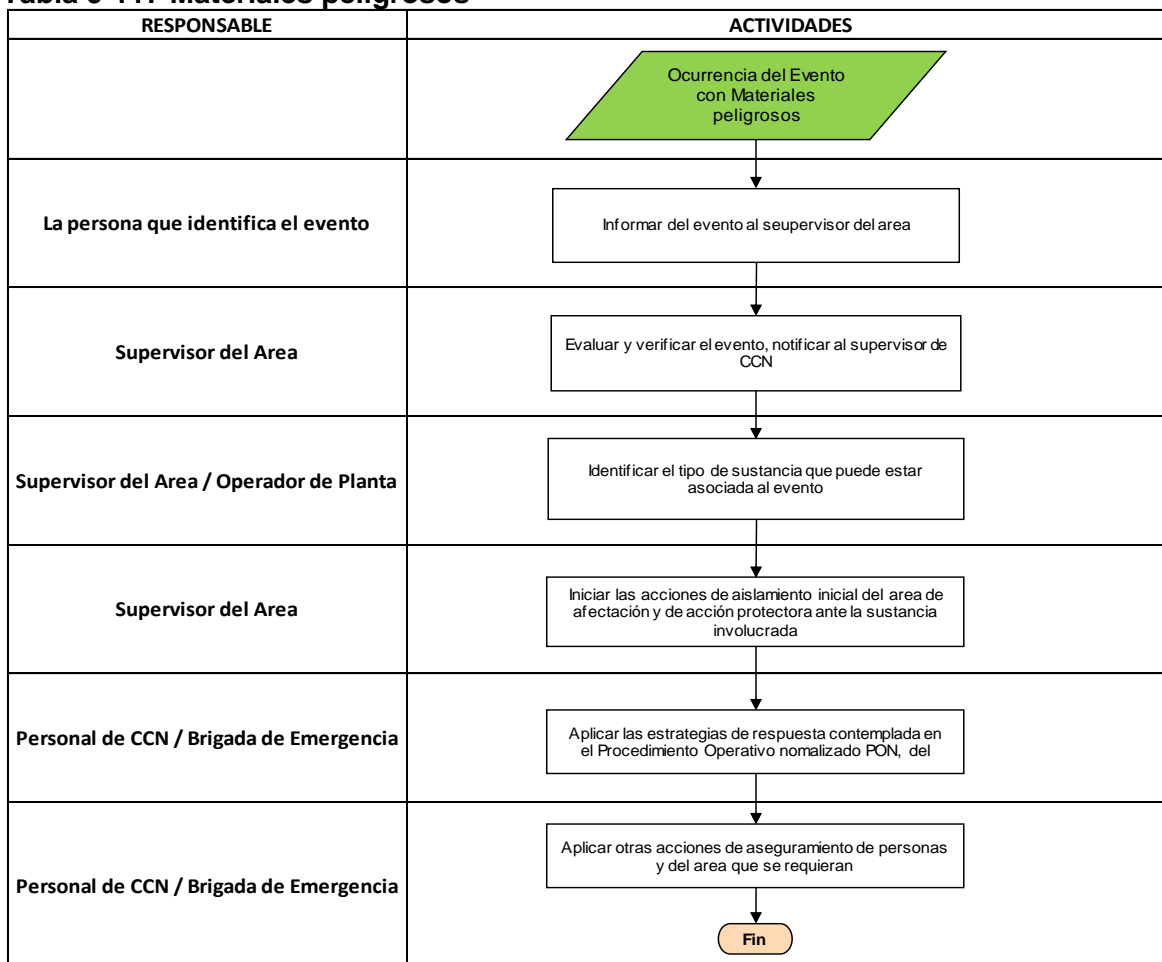 Materiales peligrosos
RESPONSABLE
ACTIVIDADES
Ocurrencia del Evento
con Materiales
peligrosos
La persona que identifica el evento
Informar del evento al seupervisor del area
Supervisor del Area
Evaluar y verificar el evento, notificar al supervisor de
CCN
Supervisor del Area / Operador de Planta
Identificar el tipo de sustancia que puede estar
asociada al evento
Supervisor del Area
Iniciar las acciones de aislamiento inicial del area de
afectación y de acción protectora ante la sustancia
involucrada
Personal de CCN / Brigada de Emergencia
Aplicar las estrategias de respuesta contemplada en
el Procedimiento Operativo nomalizado PON, del
Personal de CCN / Brigada de Emergencia
Aplicar otras acciones de aseguramiento de personas
y del area que se requieran
Fin